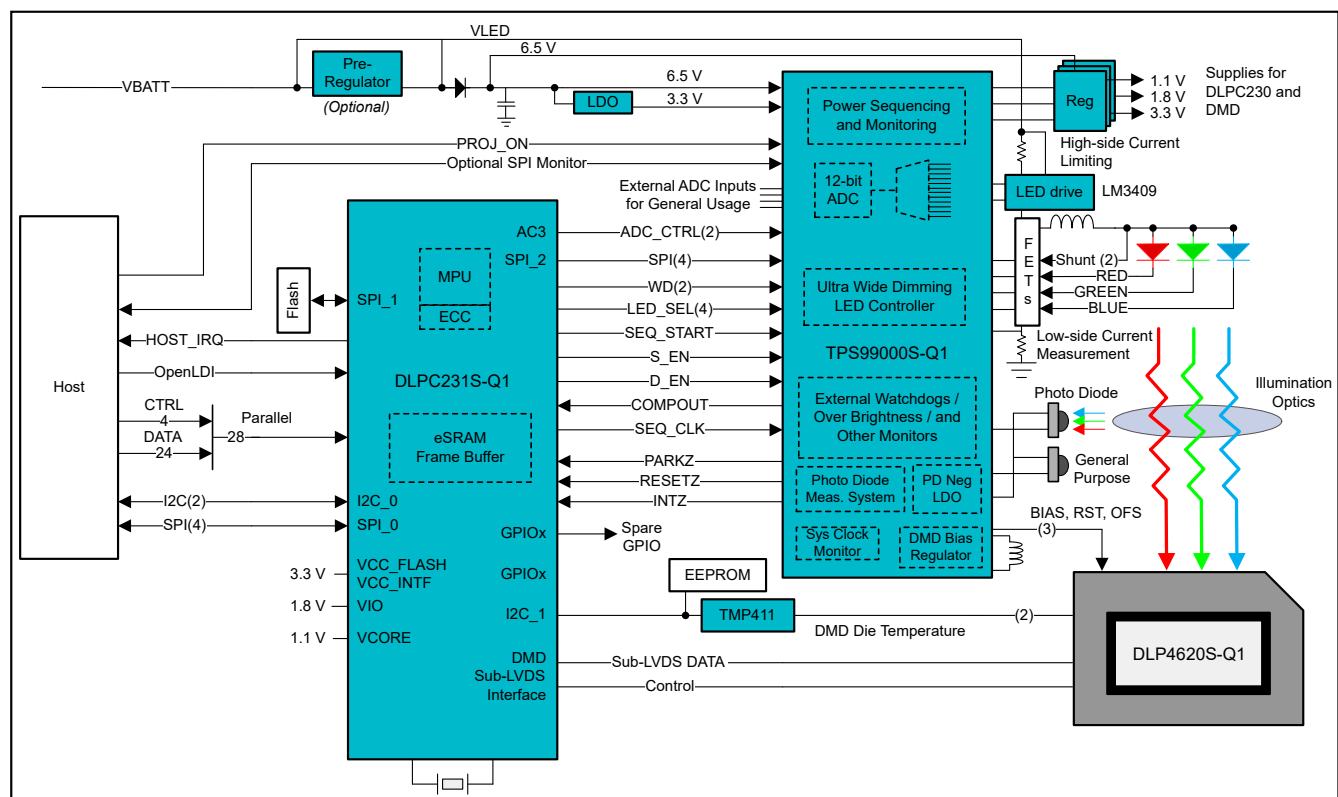 VLED
6.5 V
Pre-
Regulator
(Optional)
VBATT
6.5 V
LDO
3.3 V
Power Sequencing
and Monitoring
Reg
1.1 V
1.8 V
3.3 V
Supplies for
DLPC230 and
DMD
High-side Current
Limiting
PROJ_ON
Optional SPI Monitor
12-bit
ADC
External ADC Inputs
for General Usage
LED drive
LM3409
Host
Flash
SPI_1
MPU
ECC
AC3
SPI_2
ADC_CTRL(2)
SPI(4)
WD(2)
LED_SEL(4)
SEQ_START
S_EN
D_EN
COMPOUT
SEQ_CLK
PARKZ
RESETZ
INTZ
Ultra Wide Dimming
LED Controller
TPS99000S-Q1
FETs
Shunt (2)
RED
GREEN
BLUE
Low-side Current
Measurement
HOST_IRQ
OpenLDI
CTRL
4
DATA
24
28
Parallel
I2C(2)
SPI(4)
DLPC231S-Q1
eSRAM
Frame Buffer
I2C_0
SPI_0
External Watchdogs /
Over Brightness / and
Other Monitors
Photo Diode
Meas. System
PD Neg
LDO
Sys Clock
Monitor
DMD Bias
Regulator
Photo Diode
General
Purpose
Illumination
Optics
BIAS, RST, OFS
(3)
GPIOx
Spare
GPIO
GPIOx
3.3 V
VCC_FLASH
VCC_INTF
1.8 V
VIO
1.1 V
VCORE
EEPROM
I2C_1
TMP411
(2)
DMD Die Temperature
DMD
Sub-LVDS
Interface
Sub-LVDS DATA
Control
DLP4620S-Q1